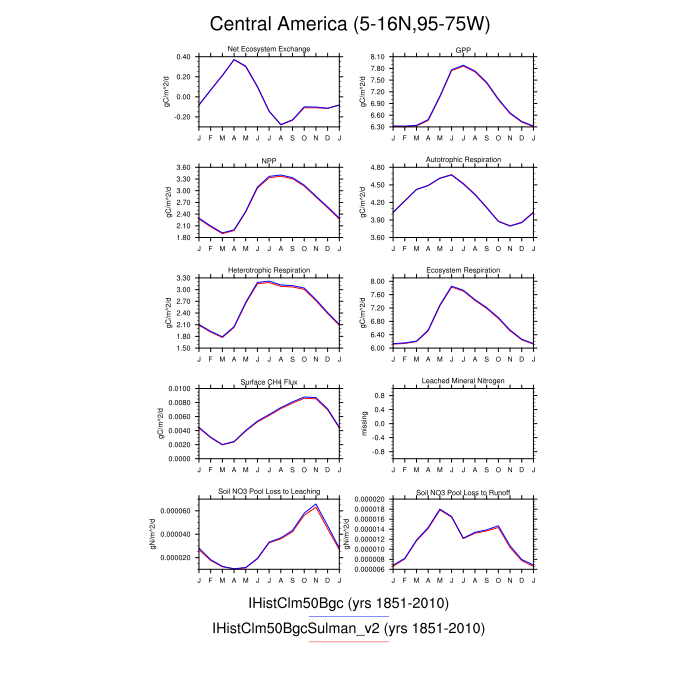 Central America (5-16N,95-75W)
Net Ecosystem Exchange
GPP
gC/m^2/d
0.40
0.20
0.00
-0.20
J F M A M J J A S O N D J
gC/m^2/d
8.10
7.80
7.50
7.20
6.90
6.60
6.30
J F M A M J J A S O N D J
NPP
Autotrophic Respiration
gC/m^2/d
3.60
3.30
3.00
2.70
2.40
2.10
1.80
J F M A M J J A S O N D J
gC/m^2/d
4.80
4.50
4.20
3.90
3.60
J F M A M J J A S O N D J
Heterotrophic Respiration
Ecosystem Respiration
gC/m^2/d
3.30
3.00
2.70
2.40
2.10
1.80
1.50
J F M A M J J A S O N D J
gC/m^2/d
8.00
7.60
7.20
6.80
6.40
6.00
J F M A M J J A S O N D J
Surface CH4 Flux
Leached Mineral Nitrogen
gC/m^2/d
0.0100
0.0080
0.0060
0.0040
0.0020
0.0000
J F M A M J J A S O N D J
missing
0.8
0.4
-0.0
-0.4
-0.8
J F M A M J J A S O N D J
Soil NO3 Pool Loss to Leaching
Soil NO3 Pool Loss to Runoff
gN/m^2/d
0.000060
0.000040
0.000020
J F M A M J J A S O N D J
gN/m^2/d
0.000020
0.000018
0.000016
0.000014
0.000012
0.000010
0.000008
0.000006
J F M A M J J A S O N D J
IHistClm50Bgc (yrs 1851-2010)
IHistClm50BgcSulman_v2 (yrs 1851-2010)